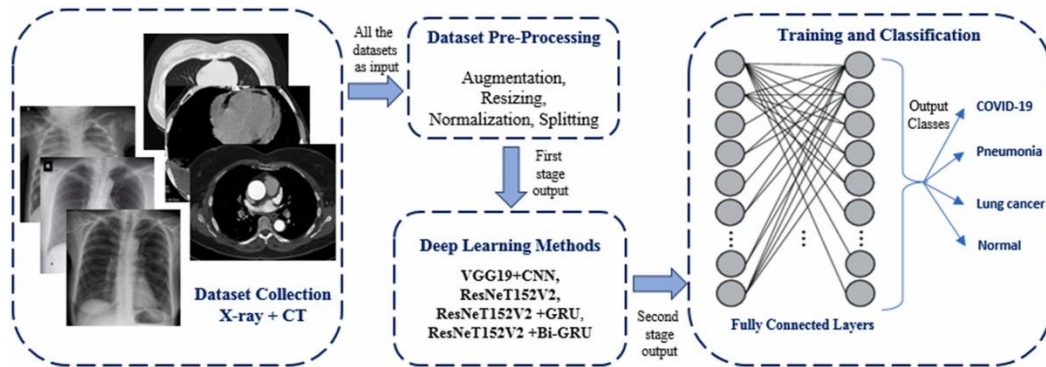 Dataset Collection
X-ray + CT
All the
datasets
as input
Dataset Pre-Processing
Augmentation,
Resizing,
Normalization, Splitting
First
stage
output
Deep Learning Methods
VGG19+CNN,
ResNeT152V2,
ResNeT152V2 +GRU,
ResNeT152V2 +Bi-GRU
Second
stage
output
Training and Classification
Output
Classes
COVID-19
Pneumonia
Lung cancer
Normal
Fully Connected Layers